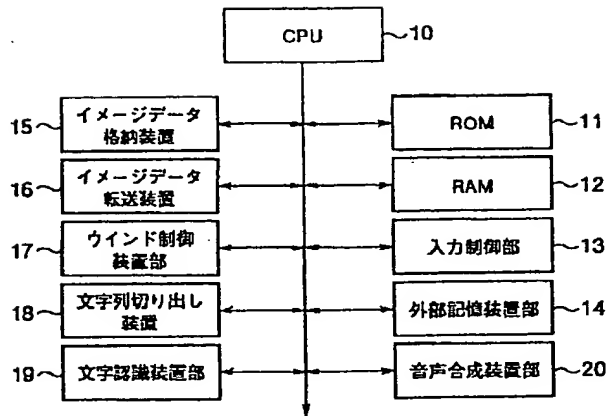 CPU
10
15
イメージデータ
格納装置
ROM
11
16
イメージデータ
転送装置
RAM
12
17
ウインド制御
装置部
入力制御部
13
18
文字列切り出し
装置
外部記憶装置部
14
19
文字認識装置部
音声合成装置部
20